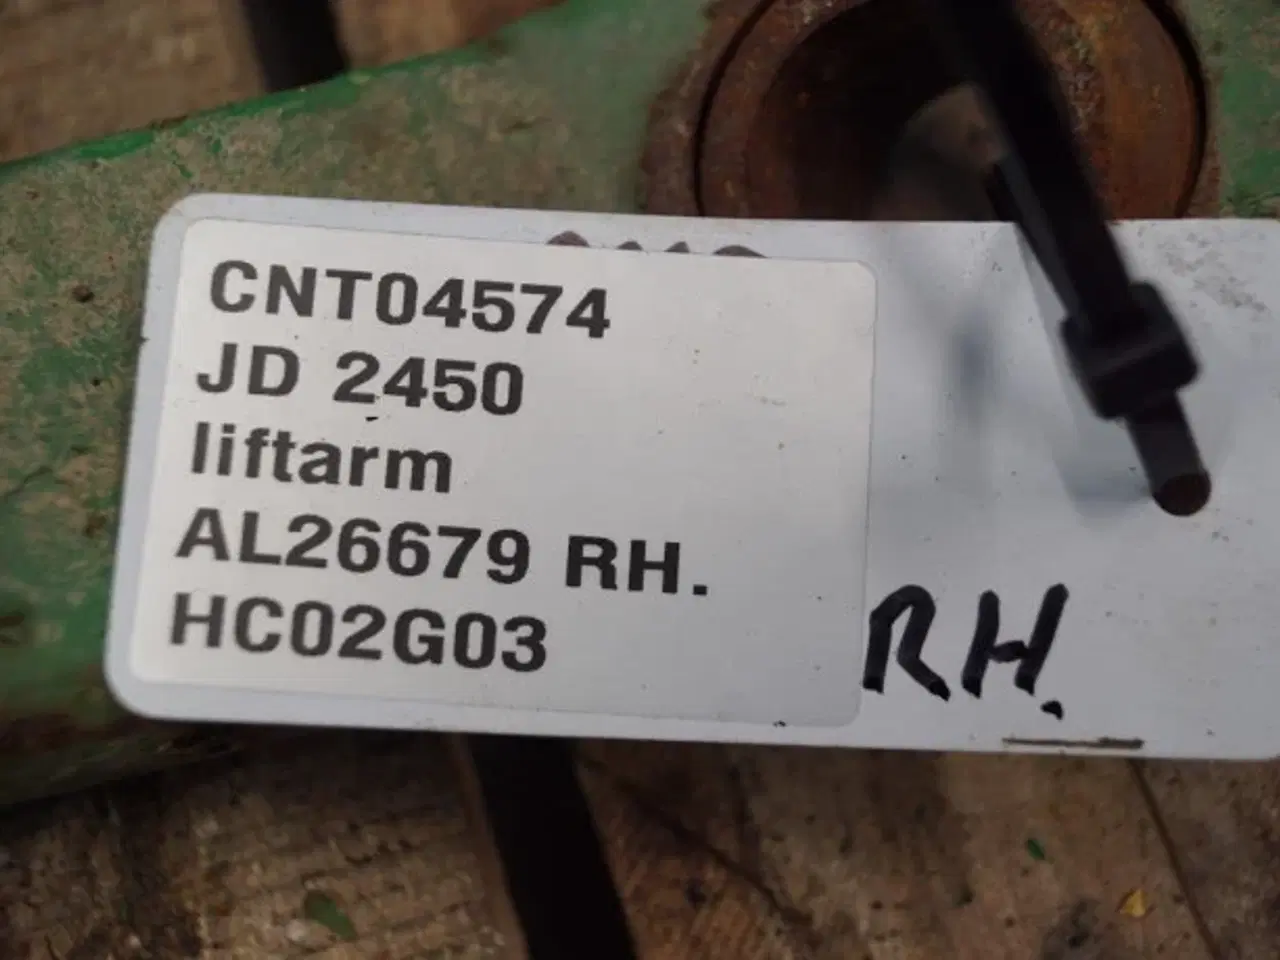 CNT04574
JD 2450
liftarm
AL26679 RH.
HC02G03
RH.